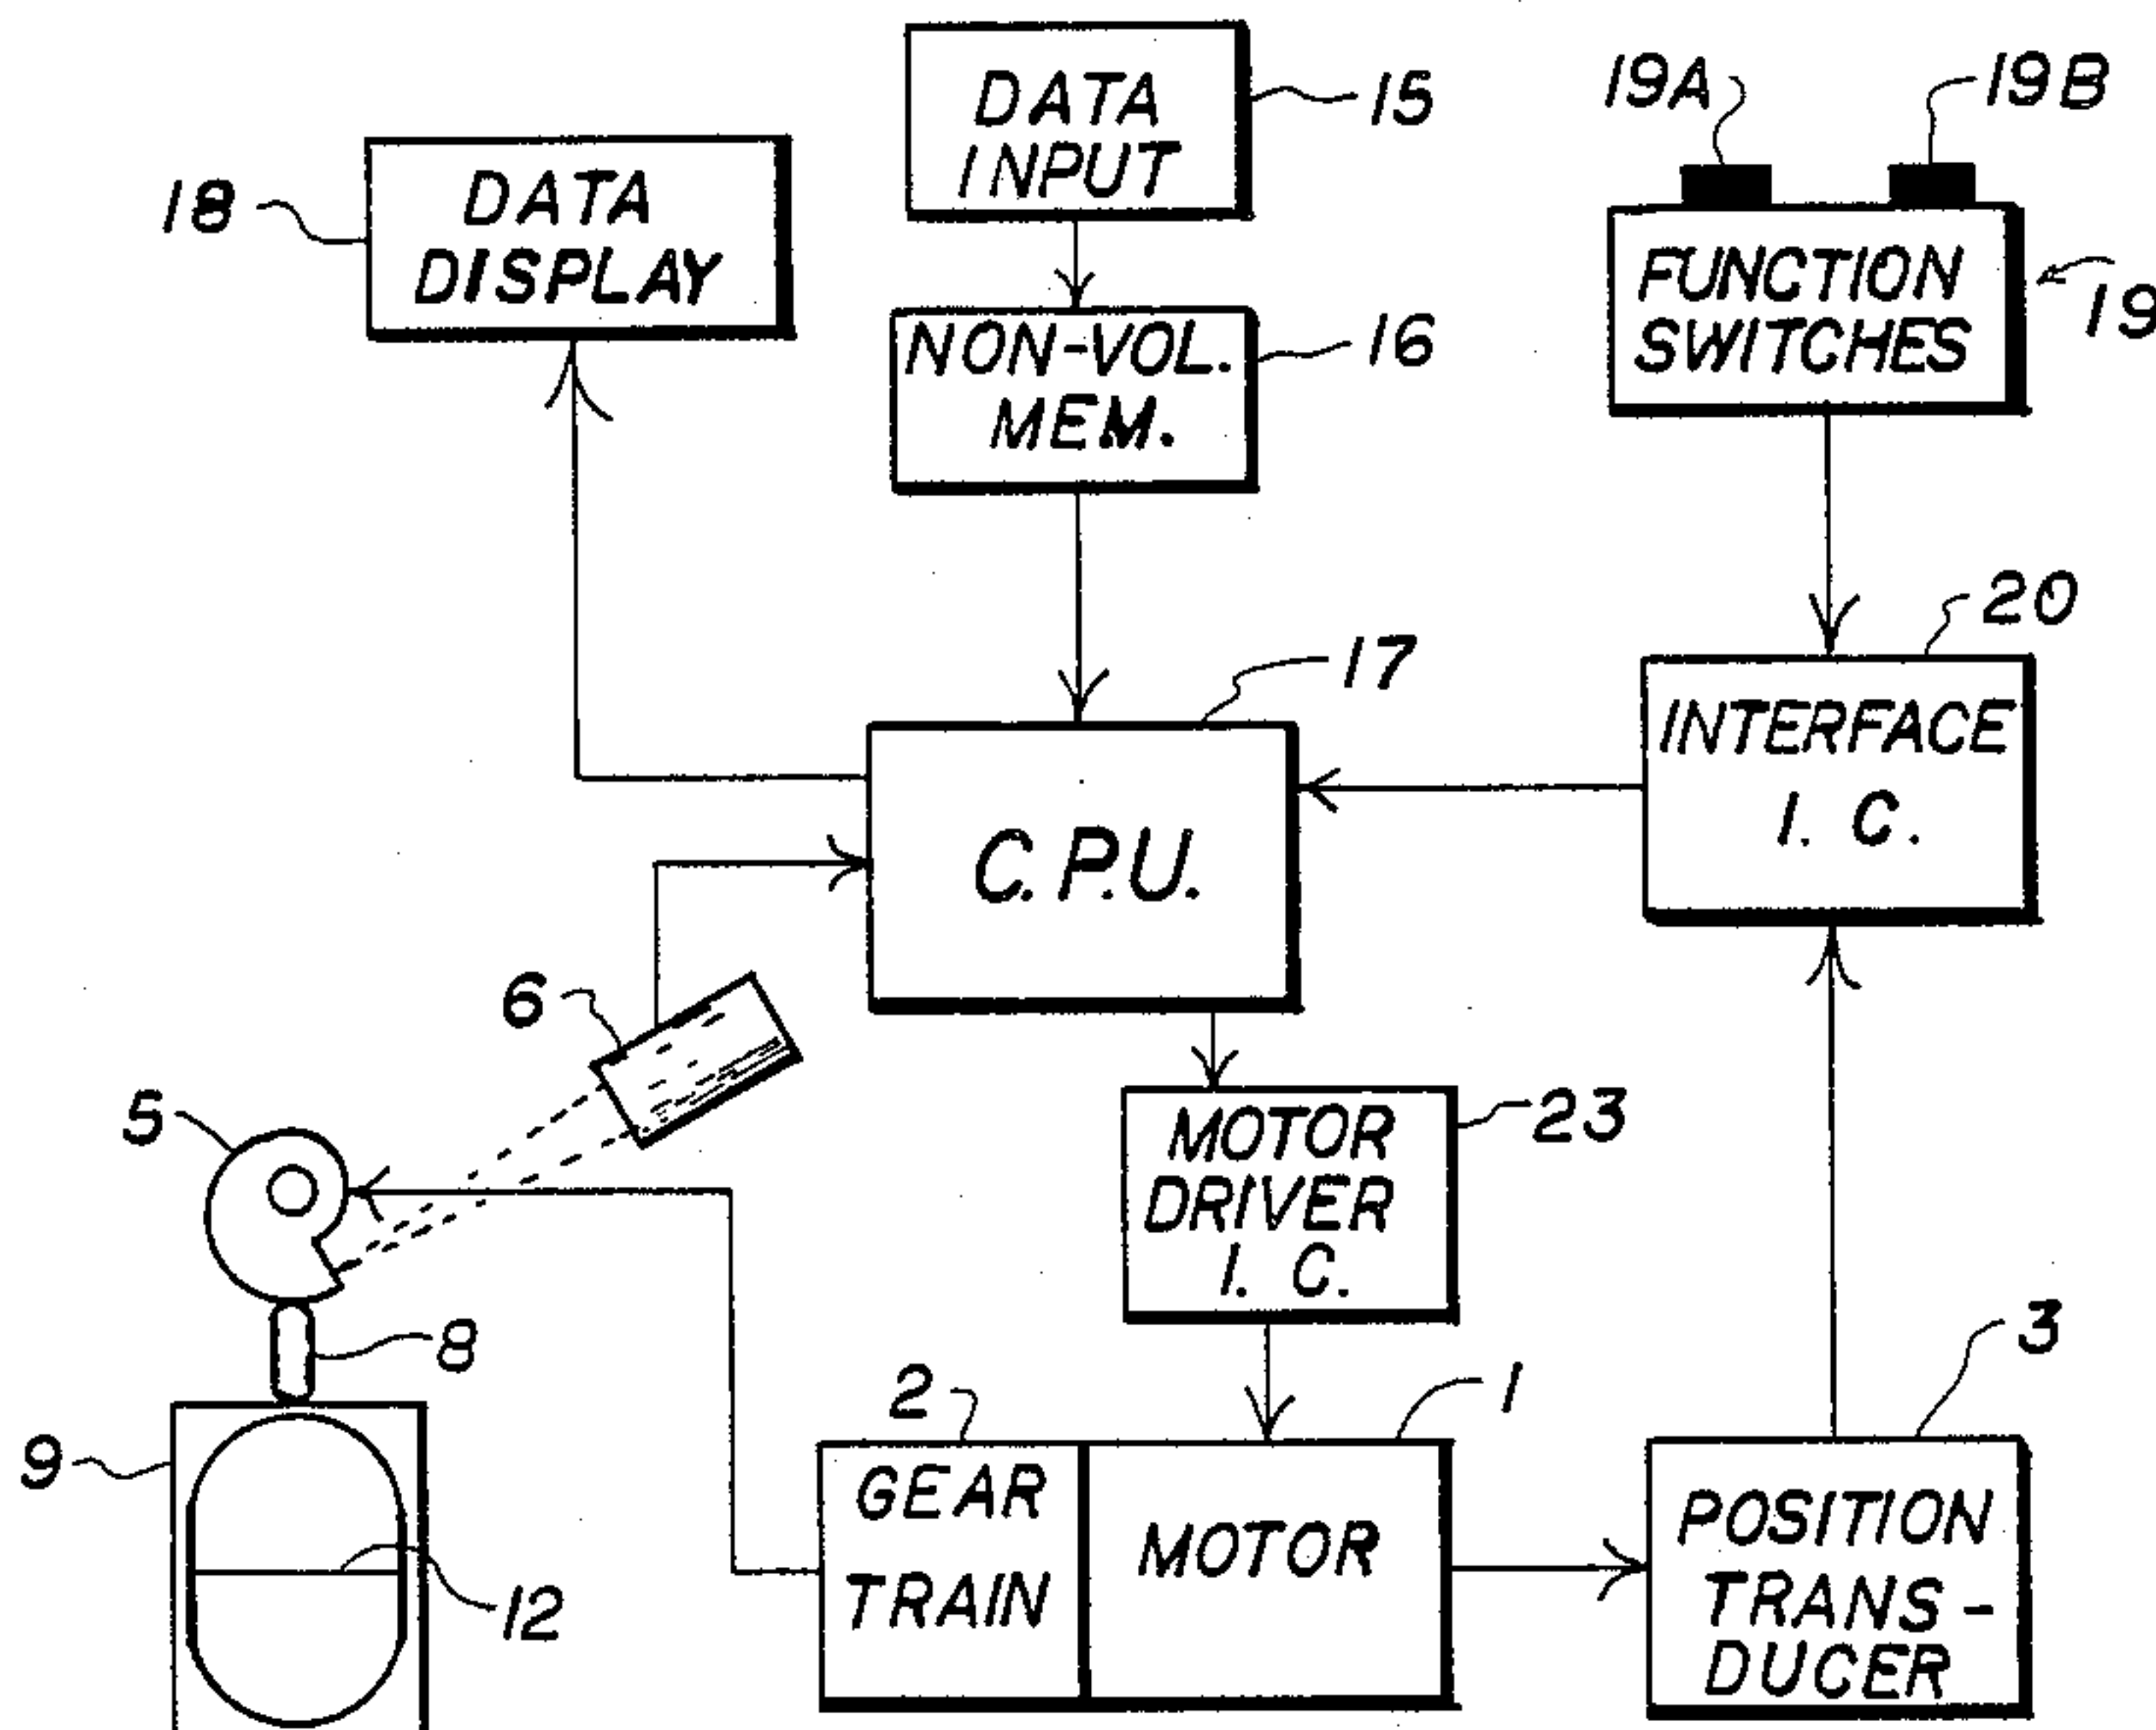 DATA
INPUT
15
19A
19B
18
DATA
DISPLAY
NON-VOL.
MEM.
16
FUNCTION
SWITCHES
19
20
17
INTERFACE
I. C.
C.P.U.
6
5
MOTOR
DRIVER
I. C.
23
8
3
2
1
9
GEAR
TRAIN
MOTOR
POSITION
TRANS-
DUCER
12